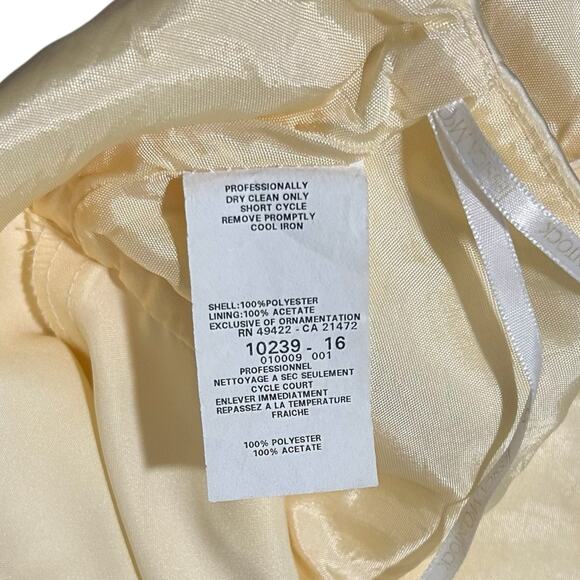 PROFESSIONALLY
DRY CLEAN ONLY
SHORT CYCLE
REMOVE PROMPTLY
COOL IRON
SHELL:100%POLYESTER
LINING:100% ACETATE
EXCLUSIVE OF ORNAMENTATION
RN 49422 - CA 21472
10239 - 16
010009 001
PROFESSIONNEL
NETTOYAGE A SEC SEULEMENT
CYCLE COURT
ENLEVER IMMEDIATMENT
REPASSEZ A LA TEMPERATURE
FRAICHE
100% POLYESTER
100% ACETATE